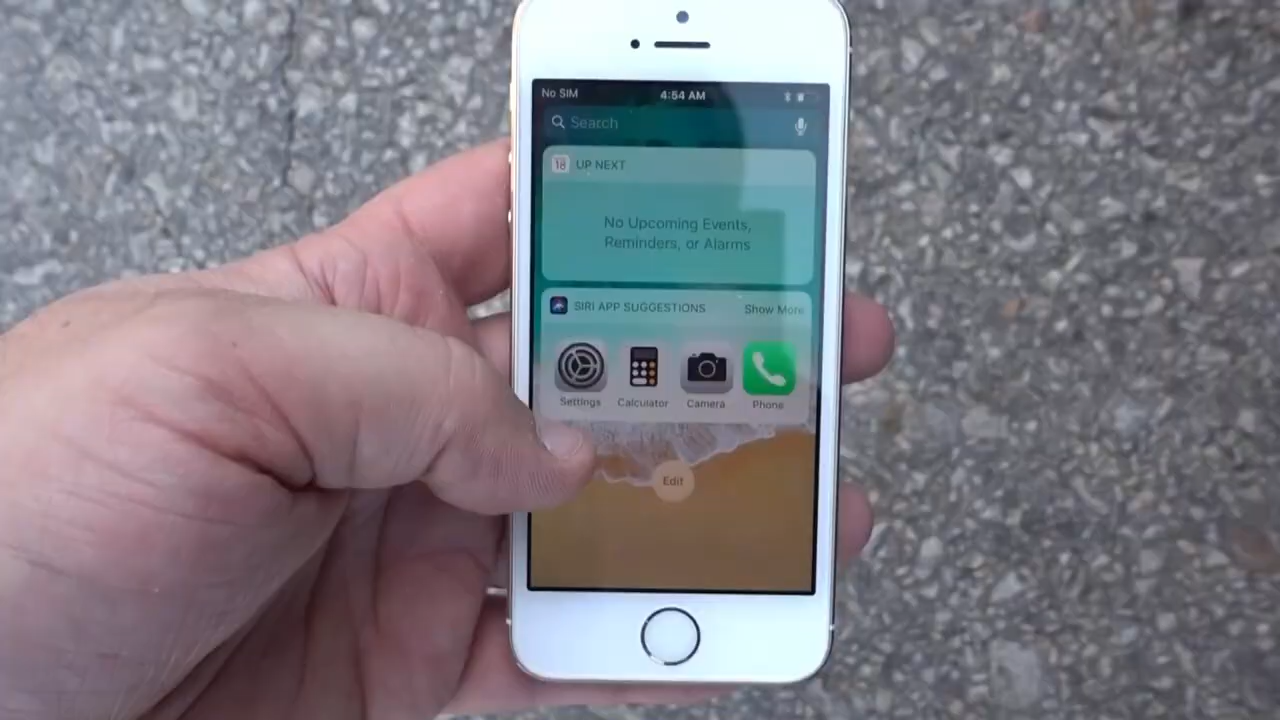 No SIM 4:54 AM
Search
18 UP NEXT
No Upcoming Events,
Reminders, or Alarms
SIRI APP SUGGESTIONS Show More
Settings Calculator Camera Phone
Edit